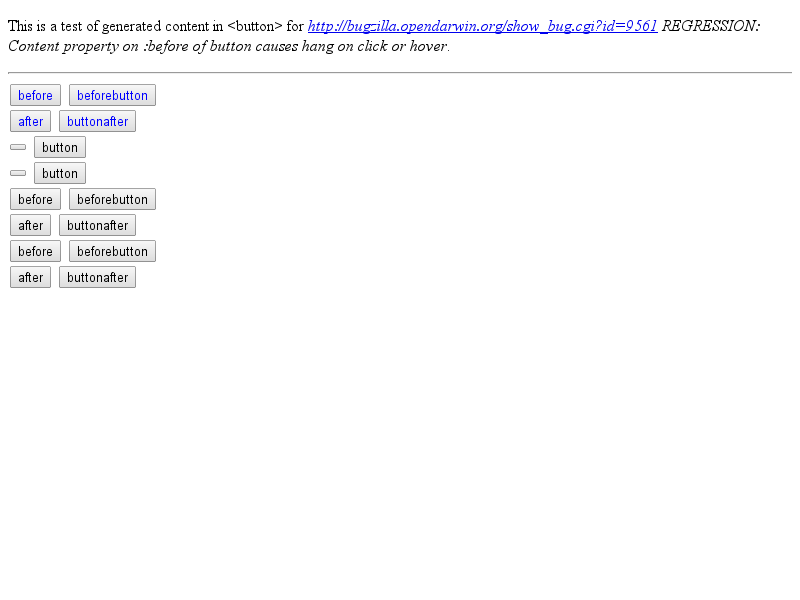 This is a test of generated content in <button> for http://bugzilla.opendarwin.org/show_bug.cgi?id=9561 REGRESSION:
Content property on :before of button causes hang on click or hover.
before beforebutton
after buttonafter
button
button
before beforebutton
after buttonafter
before beforebutton
after buttonafter